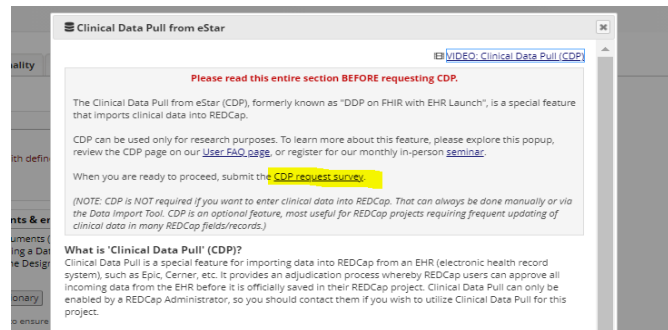 Clinical Data Pull from eStar
VIDEO: Clinical Data Pull (CDP)
Please read this entire section BEFORE requesting CDP.
The Clinical Data Pull from eStar (CDP), formerly known as "DDP on FHIR with EHR Launch", is a special feature
that imports clinical data into REDCap.
CDP can be used only for research purposes. To learn more about this feature, please explore this popup,
review the CDP page on our User FAQ page, or register for our monthly in-person seminar.
When you are ready to proceed, submit the CDP request survey.
(NOTE: CDP is NOT required if you want to enter clinical data into REDCap. That can always be done manually or via
the Data Import Tool. CDP is an optional feature, most useful for REDCap projects requiring frequent updating of
clinical data in many REDCap fields/records.)
What is 'Clinical Data Pull' (CDP)?
Clinical Data Pull is a special feature for importing data into REDCap from an EHR (electronic health record
system), such as Epic, Cerner, etc. It provides an adjudication process whereby REDCap users can approve all
incoming data from the EHR before it is officially saved in their REDCap project. Clinical Data Pull can only be
enabled by a REDCap Administrator, so you should contact them if you wish to utilize Clinical Data Pull for this
project.
ality
ith defin
nts & er
uments (
ing a Dat
he Design
onary
o ensure